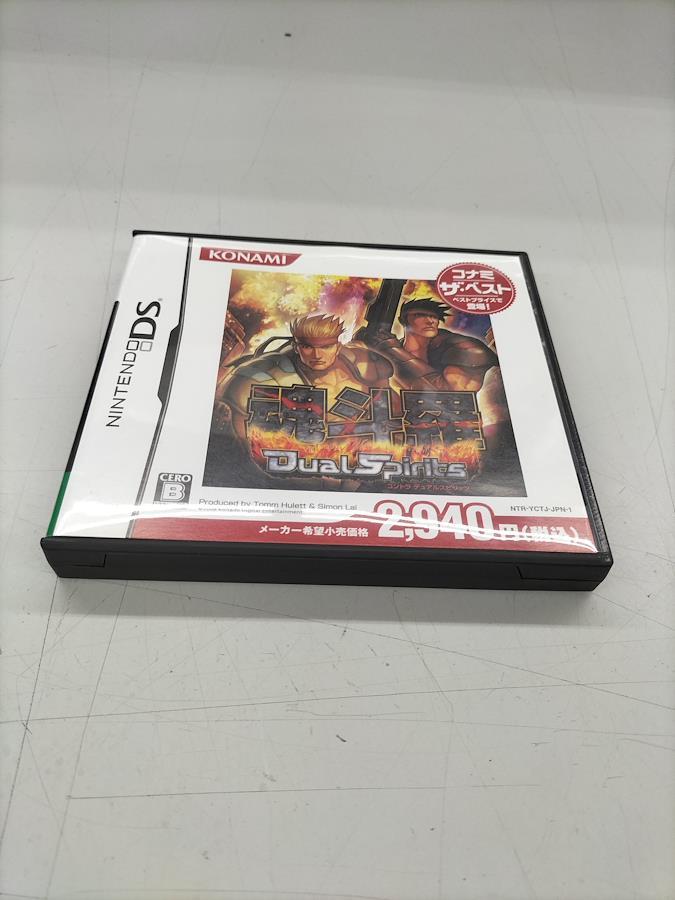 KONAMI
コナミ
ザ・ベスト
ベストプライスで
登場!
NINTENDO DS
魂斗羅
Dual Spirits
コントラ デュアルスピリッツ
CERO
B
Produced by Tomm Hulett & Simon Lai
NTR-YCTJ-JPN-1
メーカー希望小売価格 2,940円(税込)